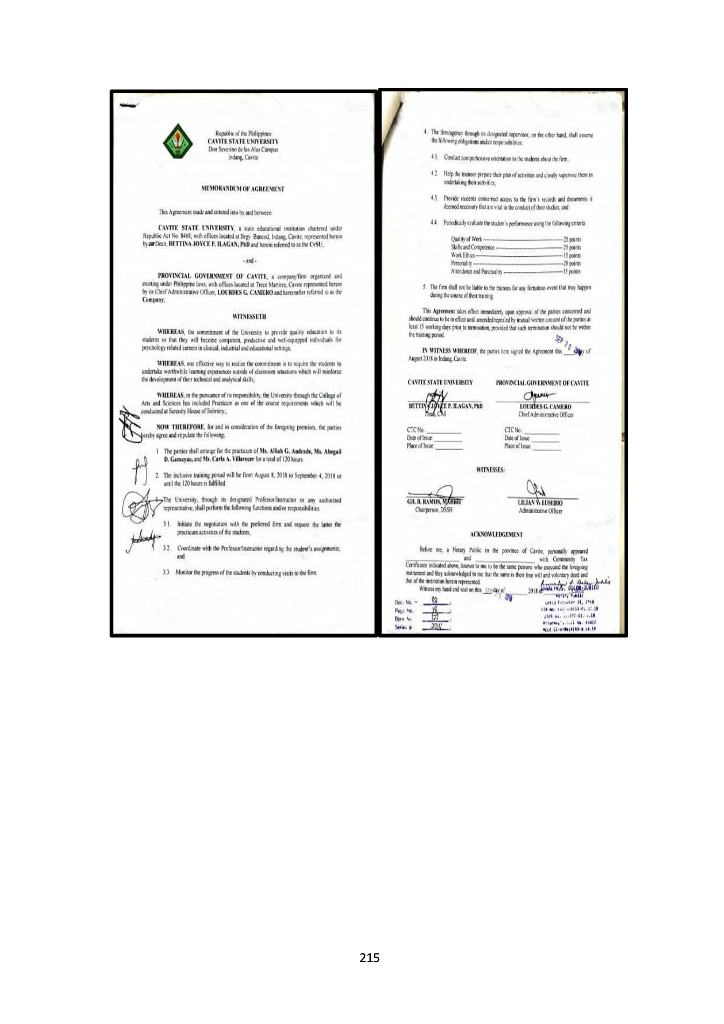 Republic of the Philippines
CAVITE STATE UNIVERSITY
Don Severino de las Alas Campus
Indang, Cavite
MEMORANDUM OF AGREEMENT
This Agreement made and entered into by and between:
CAVITE STATE UNIVERSITY, a state educational institution chartered under
Republic Act No. 8468; with offices located at Brgy. Bancod, Indang, Cavite, represented herein
by Dean, BETTINA JOYCE P. ILAGAN, PhD and herein referred to as the CvSU;
- and -
PROVINCIAL GOVERNMENT OF CAVITE, a company/firm organized and
existing under Philippine laws, with offices located at Trece Martires, Cavite represented herein
by its Chief Administrative Officer, LOURDES G. CAMERO and hereinafter referred to as the
Company;
WITNESSETH
WHEREAS, the commitment of the University to provide quality education to its
students so that they will become competent, productive and well-equipped individuals for
psychology related careers in clinical, industrial and educational settings;
WHEREAS, one effective way to realize the commitment is to require the students to
undertake worthwhile learning experiences outside of classroom situations which will reinforce
the development of their technical and analytical skills;
WHEREAS, in the pursuance of its responsibility, the University through the College of
Arts and Sciences has included Practicum as one of the course requirements which will be
conducted at Serenity House of Sobriety;
NOW THEREFORE, for and in consideration of the foregoing premises, the parties
hereby agree and stipulate the following:
1. The parties shall arrange for the practicum of Ms. Alliah G. Andrade, Ms. Abegail
D. Gamayon, and Ms. Carla A. Villavecer for a total of 120 hours.
2. The inclusive training period will be from August 8, 2018 to September 4, 2018 or
until the 120 hours is fulfilled.
The University, through its designated Professor/Instructor or any authorized
representative, shall perform the following functions and/or responsibilities:
3.1. Initiate the negotiation with the preferred firm and request the latter the
practicum activities of the students;
3.2. Coordinate with the Professor/Instructor regarding the student's assignments;
and
3.3. Monitor the progress of the students by conducting visits to the firm.
4. The firm/agency through its designated supervisor, on the other hand, shall assume
the following obligations and/or responsibilities:
4.1. Conduct comprehensive orientation to the students about the firm;
4.2. Help the trainees prepare their plan of activities and closely supervise them in
undertaking their activities;
4.3. Provide students concerned access to the firm's records and documents it
deemed necessary that are vital to the conduct of their studies; and
4.4. Periodically evaluate the student's performance using the following criteria:
Quality of Work 25 points
Skills and Competence 25 points
Work Ethics 15 points
Personality 20 points
Attendance and Punctuality 15 points
5. The firm shall not be liable to the trainees for any fortuitous event that may happen
during the course of their training.
This Agreement takes effect immediately upon approval of the parties concerned and
should continue to be in effect until amended/repealed by mutual written consent of the parties at
least 15 working days prior to termination, provided that such termination should not be within
the training period.
IN WITNESS WHEREOF, the parties here signed the Agreement this ___ day of
August 2018 in Indang, Cavite.
CAVITE STATE UNIVERSITY PROVINCIAL GOVERNMENT OF CAVITE
BETTINA JOYCE P. ILAGAN, PhD LOURDES G. CAMERO
Dean, CAS Chief Administrative Officer
CTC No. CTC No.
Date of Issue Date of Issue
Place of Issue Place of Issue
WITNESSES:
GIL D. RAMOS LILIAN V. EUSEBIO
Chairperson, DSSH Administrative Officer
ACKNOWLEDGEMENT
Before me, a Notary Public in the province of Cavite, personally appeared
and with Community Tax
Certificates indicated above, known to me to be the same persons who executed the foregoing
instrument and they acknowledged to me that the same is their free will and voluntary deed and
that of the institution herein represented.
Witness my hand and seal on this day of 2018 at
Doc. No.
Page No.
Book No.
Series of
215